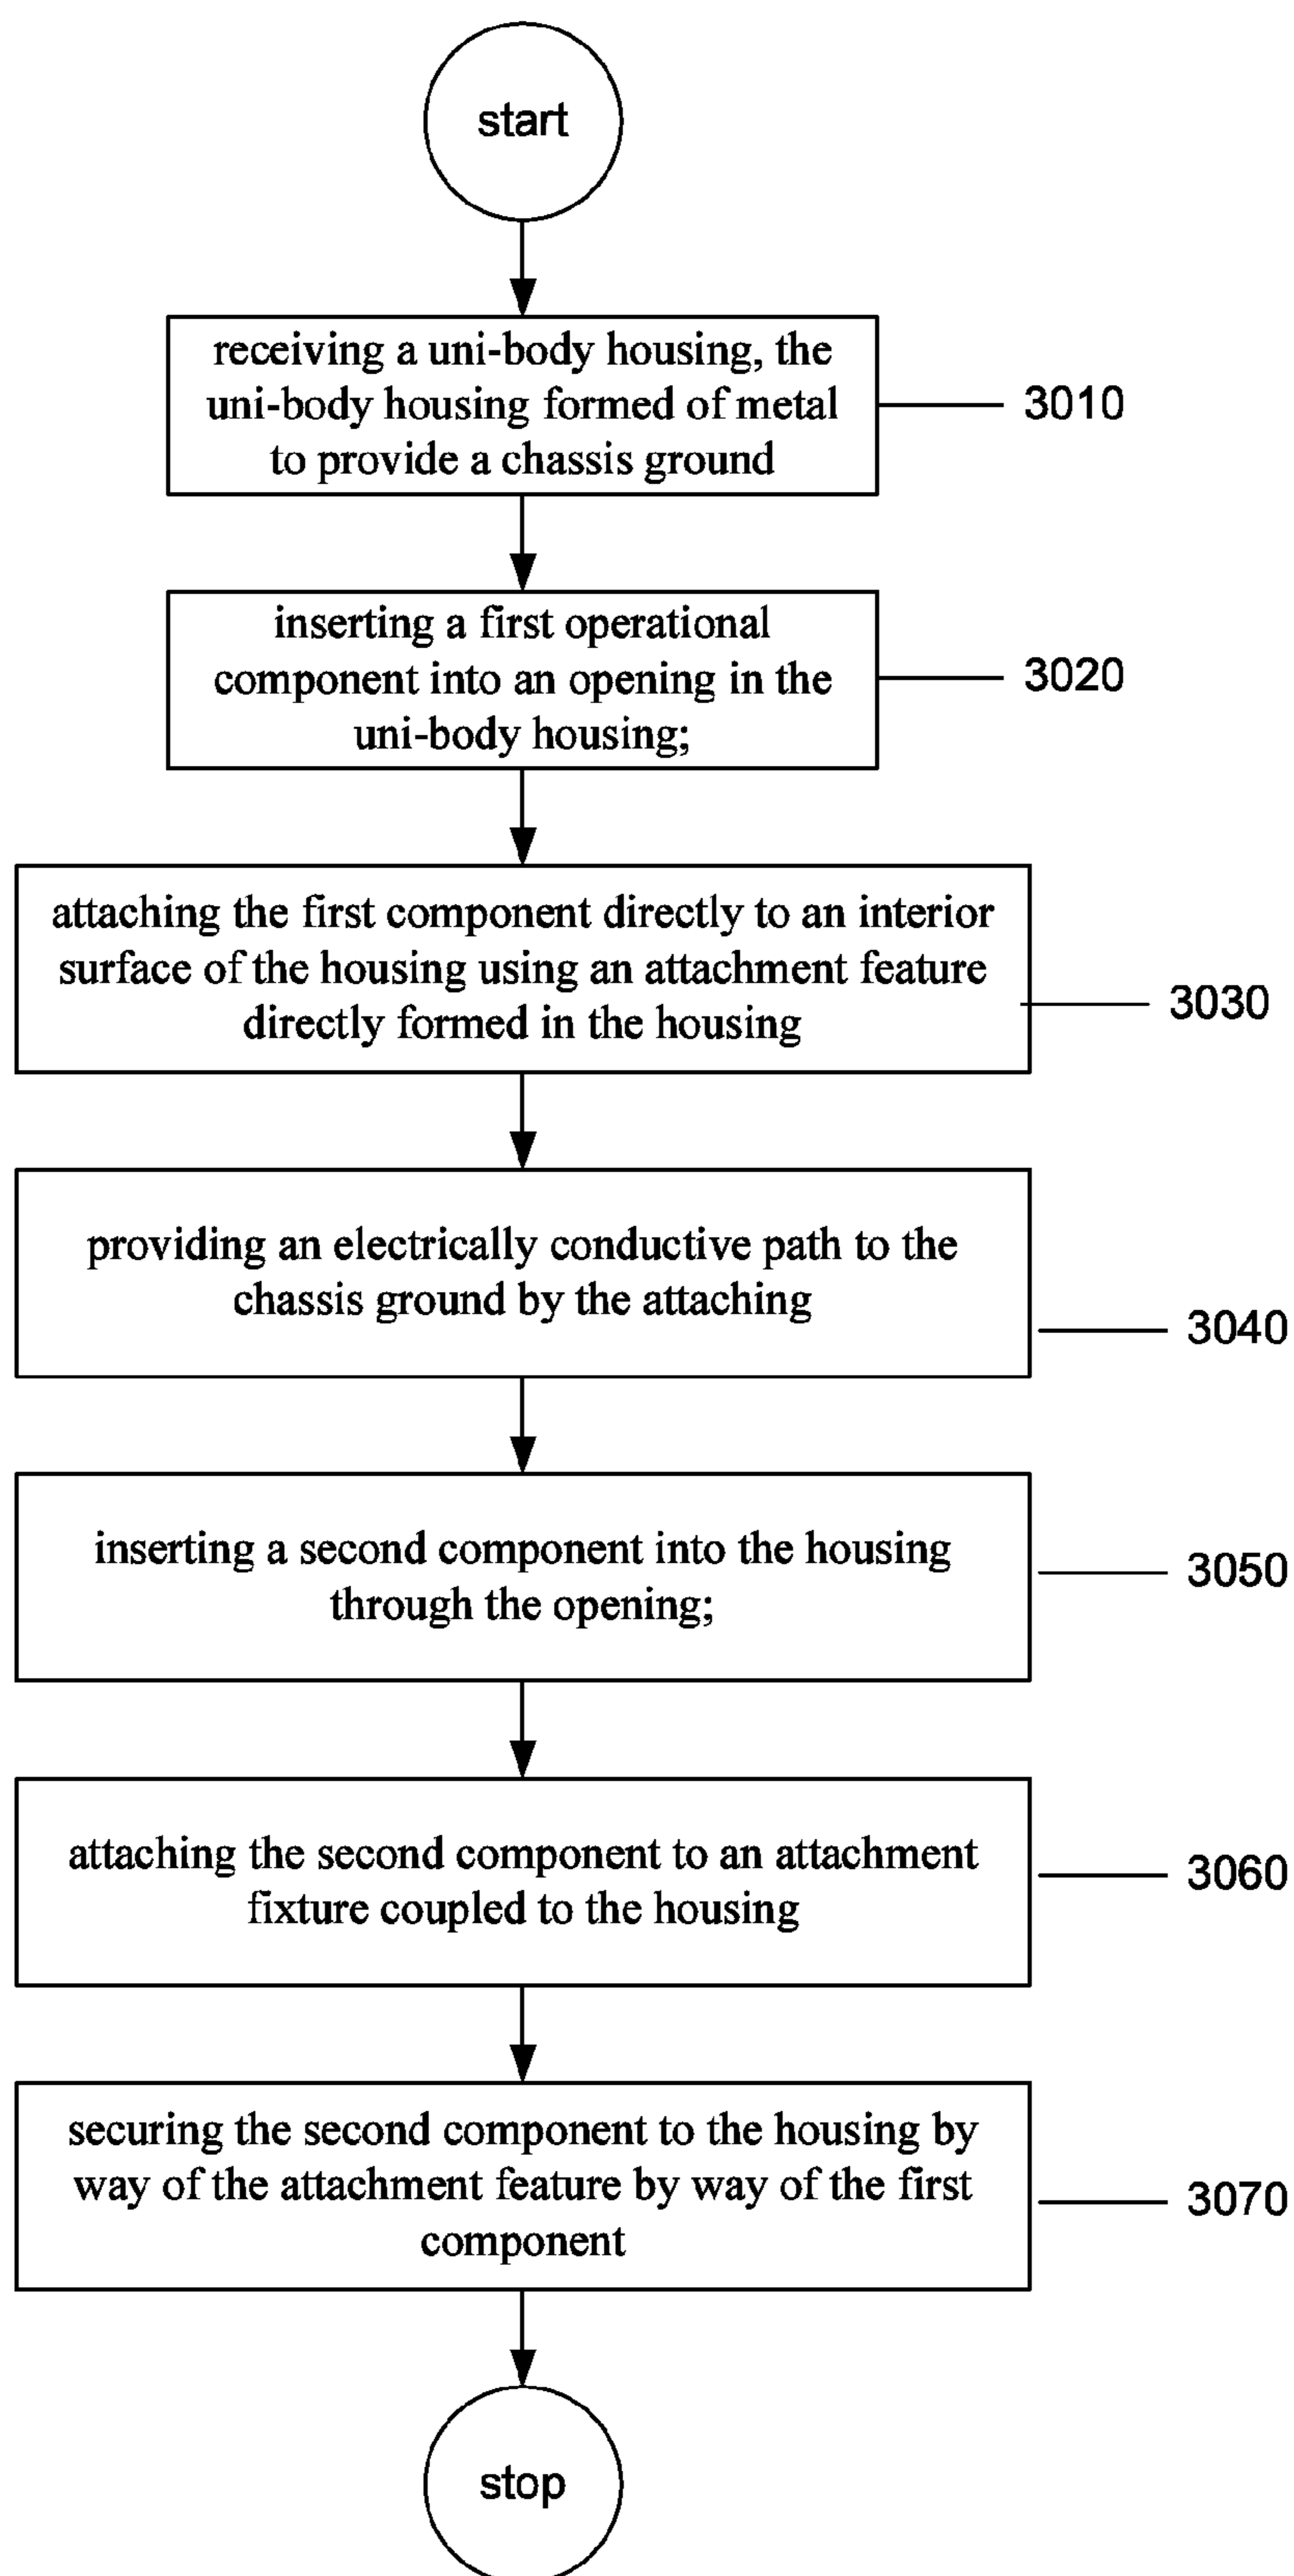 start
receiving a uni-body housing, the
uni-body housing formed of metal
to provide a chassis ground
3010
inserting a first operational
component into an opening in the
uni-body housing;
3020
attaching the first component directly to an interior
surface of the housing using an attachment feature
directly formed in the housing
3030
providing an electrically conductive path to the
chassis ground by the attaching
3040
inserting a second component into the housing
through the opening;
3050
attaching the second component to an attachment
fixture coupled to the housing
3060
securing the second component to the housing by
way of the attachment feature by way of the first
component
3070
stop